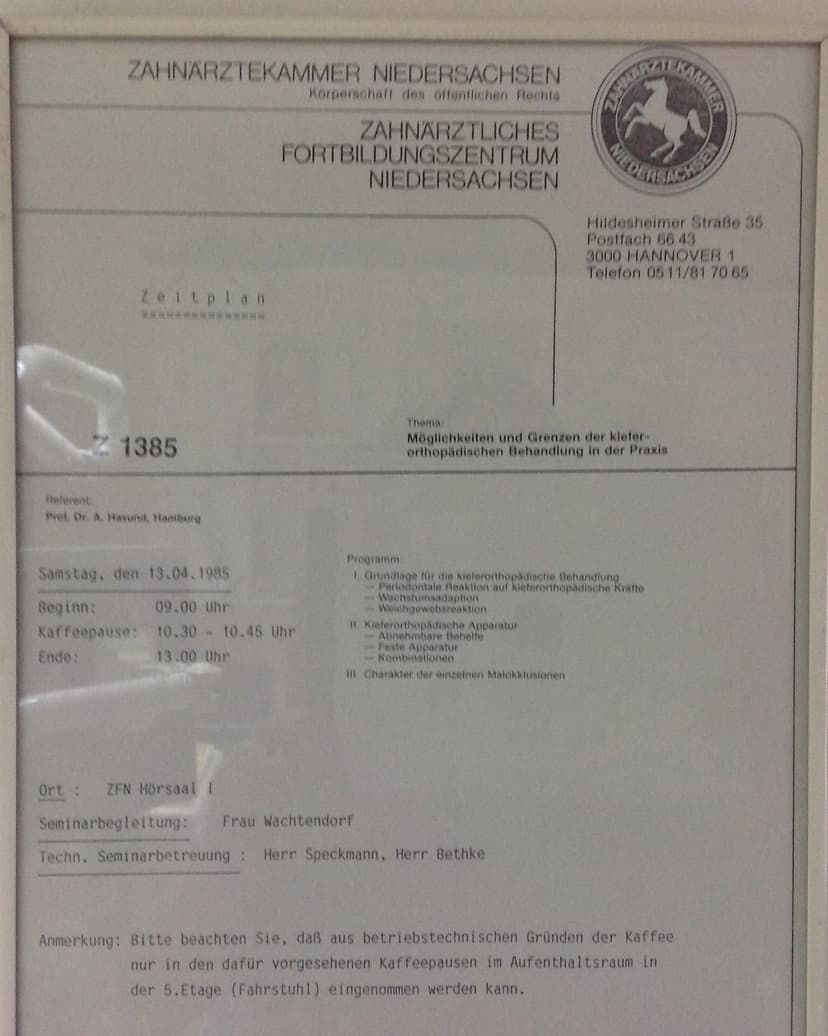 ZAHNÄRZTEKAMMER NIEDERSACHSEN
Körperschaft des öffentlichen Rechts
ZAHNÄRZTLICHES
FORTBILDUNGSZENTRUM
NIEDERSACHSEN
ZAHNÄRZTEKAMMER
NIEDERSACHSEN
Hildesheimer Straße 35
Postfach 66 43
3000 HANNOVER 1
Telefon 05 11/81 70 65
Z e i t p l a n
===============
Z 1385
Thema:
Möglichkeiten und Grenzen der kiefer-
orthopädischen Behandlung in der Praxis
Referent:
Prof. Dr. A. Hasund, Hamburg
Samstag, den 13.04.1985
Beginn: 09.00 Uhr
Kaffeepause: 10.30 - 10.45 Uhr
Ende: 13.00 Uhr
Programm:
I. Grundlage für die kieferorthopädische Behandlung
— Periodontale Reaktion auf kieferorthopädische Kräfte
— Wachstumsadaption
— Weichgewebsreaktion
II. Kieferorthopädische Apparatur
— Abnehmbare Behelfe
— Feste Apparatur
— Kombinationen
III. Charakter der einzelnen Malokklusionen
Ort : ZFN Hörsaal I
Seminarbegleitung: Frau Wachtendorf
Techn. Seminarbetreuung : Herr Speckmann, Herr Bethke
Anmerkung: Bitte beachten Sie, daß aus betriebstechnischen Gründen der Kaffee
nur in den dafür vorgesehenen Kaffeepausen im Aufenthaltsraum in
der 5.Etage (Fahrstuhl) eingenommen werden kann.